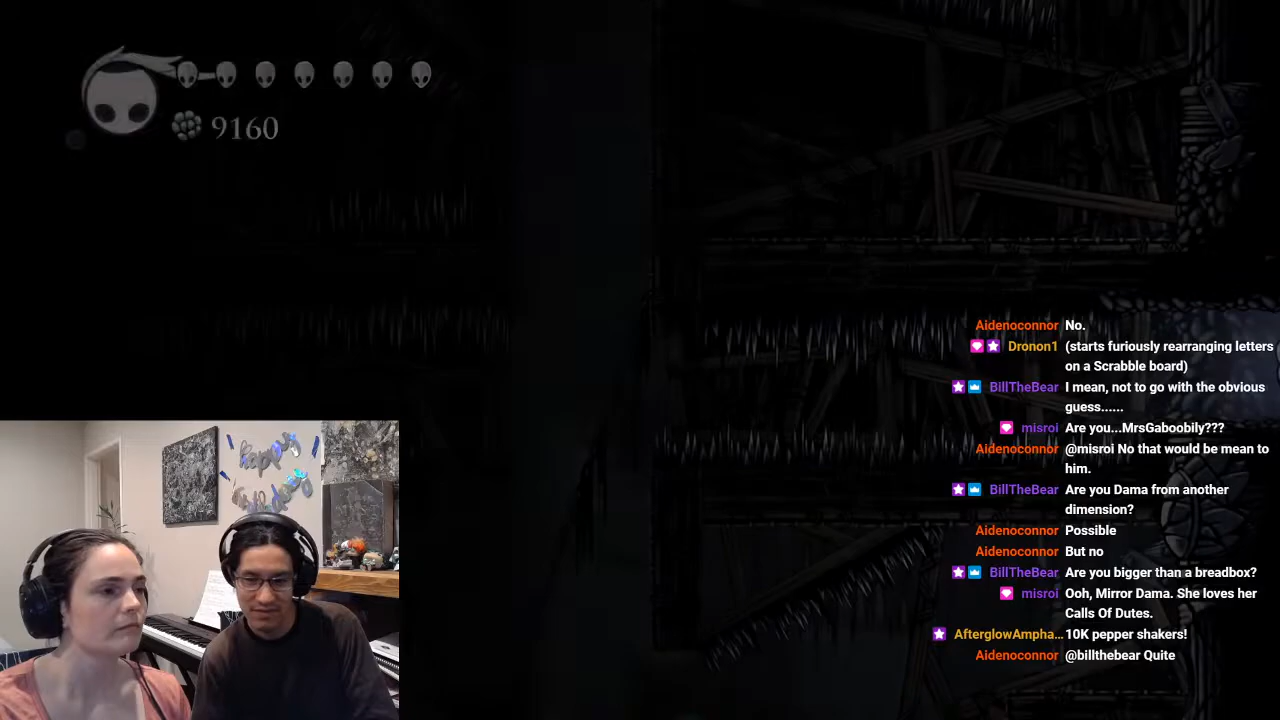 9160
Aidenoconnor No.
Dronon1 (starts furiously rearranging letters
on a Scrabble board)
BillTheBear I mean, not to go with the obvious
guess......
misroi Are you...MrsGaboobily???
Aidenoconnor @misroi No that would be mean to
him.
BillTheBear Are you Dama from another
dimension?
Aidenoconnor Possible
Aidenoconnor But no
BillTheBear Are you bigger than a breadbox?
misroi Ooh, Mirror Dama. She loves her
Calls Of Dutes.
AfterglowAmpha... 10K pepper shakers!
Aidenoconnor @billthebear Quite